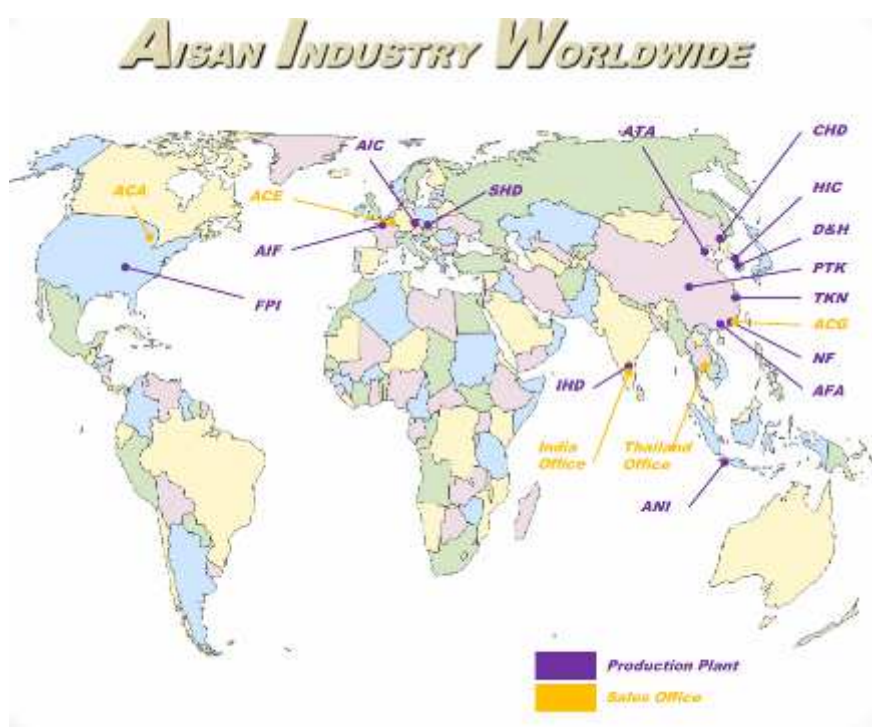 AISAN INDUSTRY WORLDWIDE
ATA
CHD
AIC
HIC
ACA
ACE
SHD
D&H
AIF
PTK
FPI
TKN
ACG
NF
IHD
AFA
India
Office
Thailand
Office
ANI
Production Plant
Sales Office